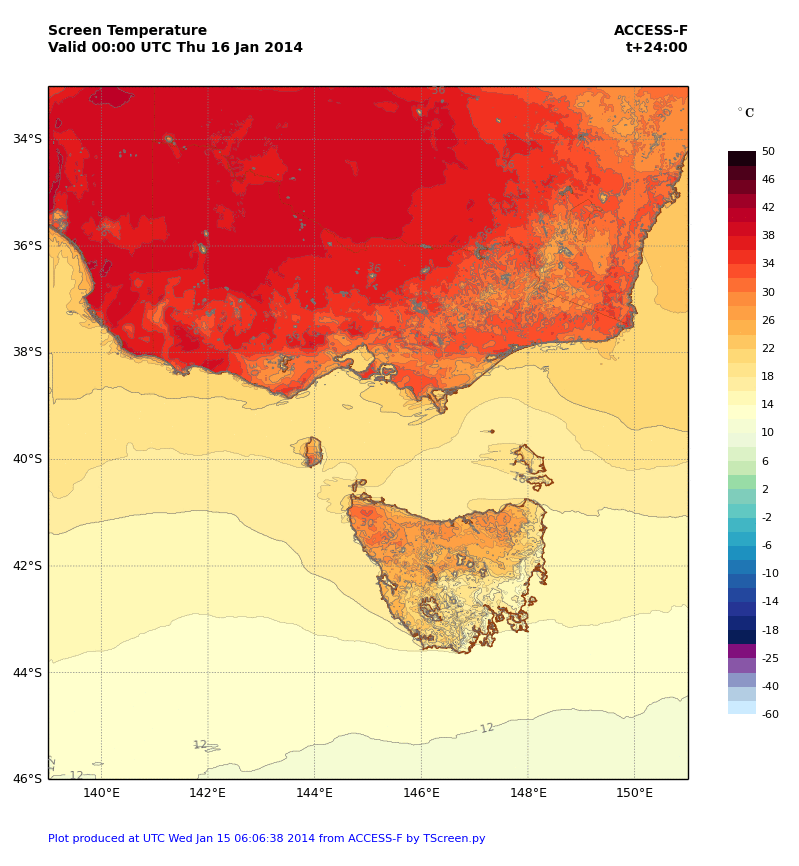 Screen Temperature
ACCESS-F
Valid 00:00 UTC Thu 16 Jan 2014
t+24:00
°C
34°S
36°S
38°S
40°S
42°S
44°S
46°S
140°E
142°E
144°E
146°E
148°E
150°E
50
46
42
38
34
30
26
22
18
14
10
6
2
-2
-6
-10
-14
-18
-25
-40
-60
12
12
12
12
Plot produced at UTC Wed Jan 15 06:06:38 2014 from ACCESS-F by TScreen.py